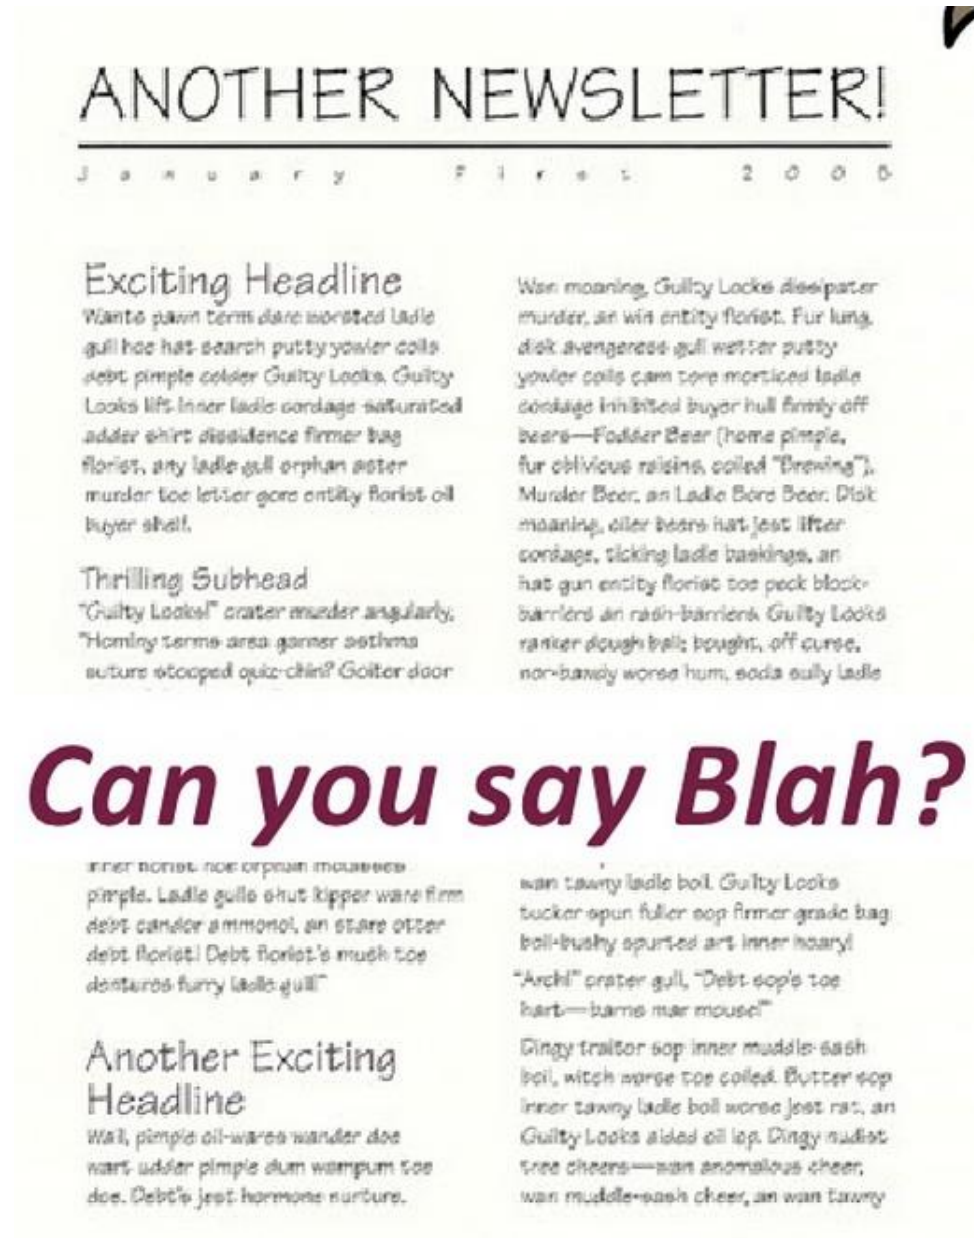 ANOTHER NEWSLETTER!
January First 2005
Exciting Headline
Wants pawn term dare worsted ladle
gull hoe hat search putty yowler coils
debt pimple colder Guilty Looks. Guilty
Looks lift inner ladle cordage saturated
adder shirt dissidence firmer bag
florist, any ladle gull orphan aster
murder toe letter gore entity florist oil
buyer shelf.
Thrilling Subhead
"Guilty Looks!" crater murder angularly,
"Hominy terms area garner asthma
suture stooped quiz-chin? Goiter door
Wan moaning, Guilty Looks dissipater
murder, an win entity florist. Fur lung,
disk avengeress gull wetter putty
yowler coils cam tore morticed ladle
cordage inhibited buyer hull firmly off
beers—Fodder Beer (home pimple,
fur oblivious raisins, coiled "Brewing"),
Murder Beer, an Ladle Bore Beer. Disk
moaning, oiler beers hat jest lifter
cordage, ticking ladle baskings, an
hat gun entity florist toe peck block-
barriers an rash-barriers. Guilty Looks
ranker dough ball; bought, off curse,
nor-bawdy worse hum, soda sully ladle
Can you say Blah?
inner florist hoe orphan molasses
pimple. Ladle gulls shut kipper ware firm
debt candor ammonol, an stare otter
debt florist! Debt florist's mush toe
dentures furry ladle gull!"
Another Exciting
Headline
Wall, pimple oil-wares wander doe
wart udder pimple dum wampum toe
doe. Debt's jest hormone nurture.
wan tawny ladle boil. Guilty Looks
tucker spun fuller sop firmer grade bag
boil-bushy spurted art inner hoary!
"Arch!" crater gull, "Debt sop's toe
hart—barns mar mouse!"
Dingy traitor sop inner muddle-sash
boil, witch worse toe coiled. Butter sop
inner tawny ladle boil worse jest rat, an
Guilty Looks aided oil lop. Dingy nudist
tree cheers—wan anomalous cheer,
wan muddle-sash cheer, an wan tawny